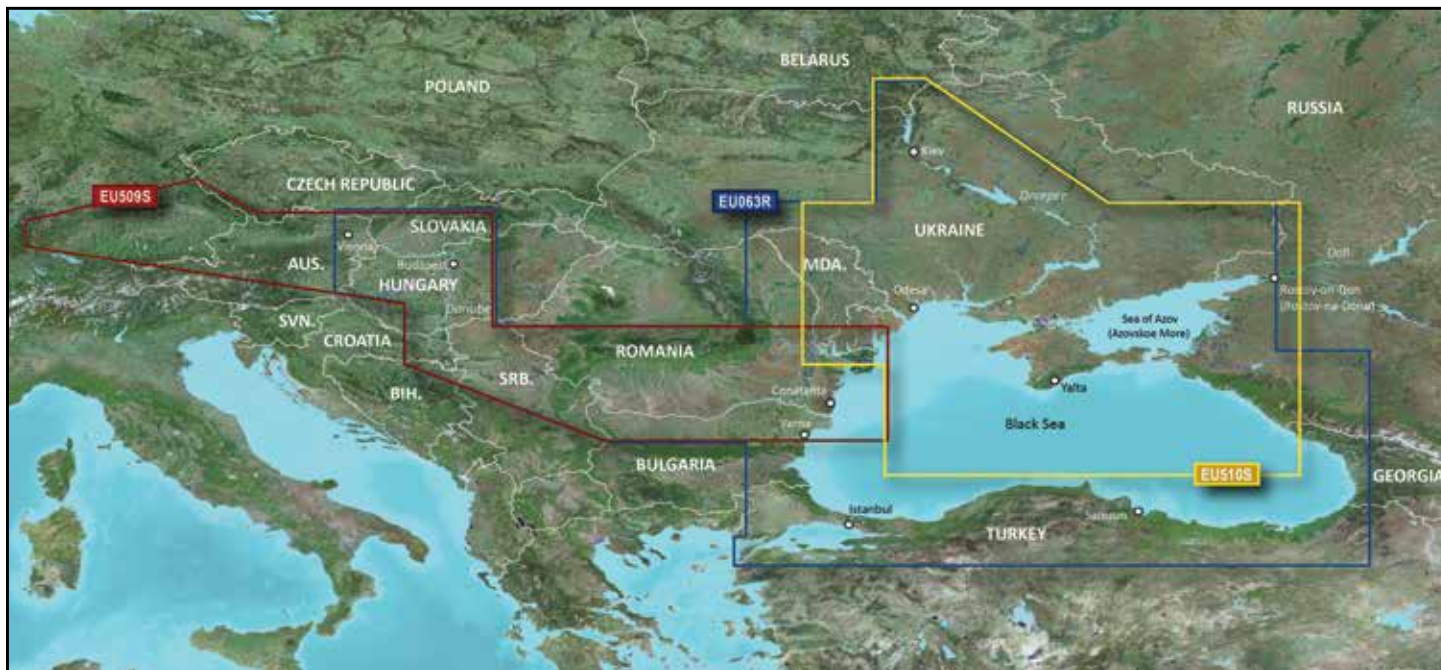 BELARUS
POLAND
RUSSIA
Kiev
CZECH REPUBLIC
EU509S
EU063R
Dnieper
SLOVAKIA
UKRAINE
Vienna
AUS.
Budapest
MDA.
Don
HUNGARY
Rostov-on-Don
(Rostov-na-Donu)
Danube
Odesa
SVN.
Sea of Azov
(Azovskoe More)
CROATIA
ROMANIA
SRB.
Yalta
BIH.
Constanta
Black Sea
Varna
BULGARIA
EU510S
GEORGIA
Samsun
Istanbul
TURKEY